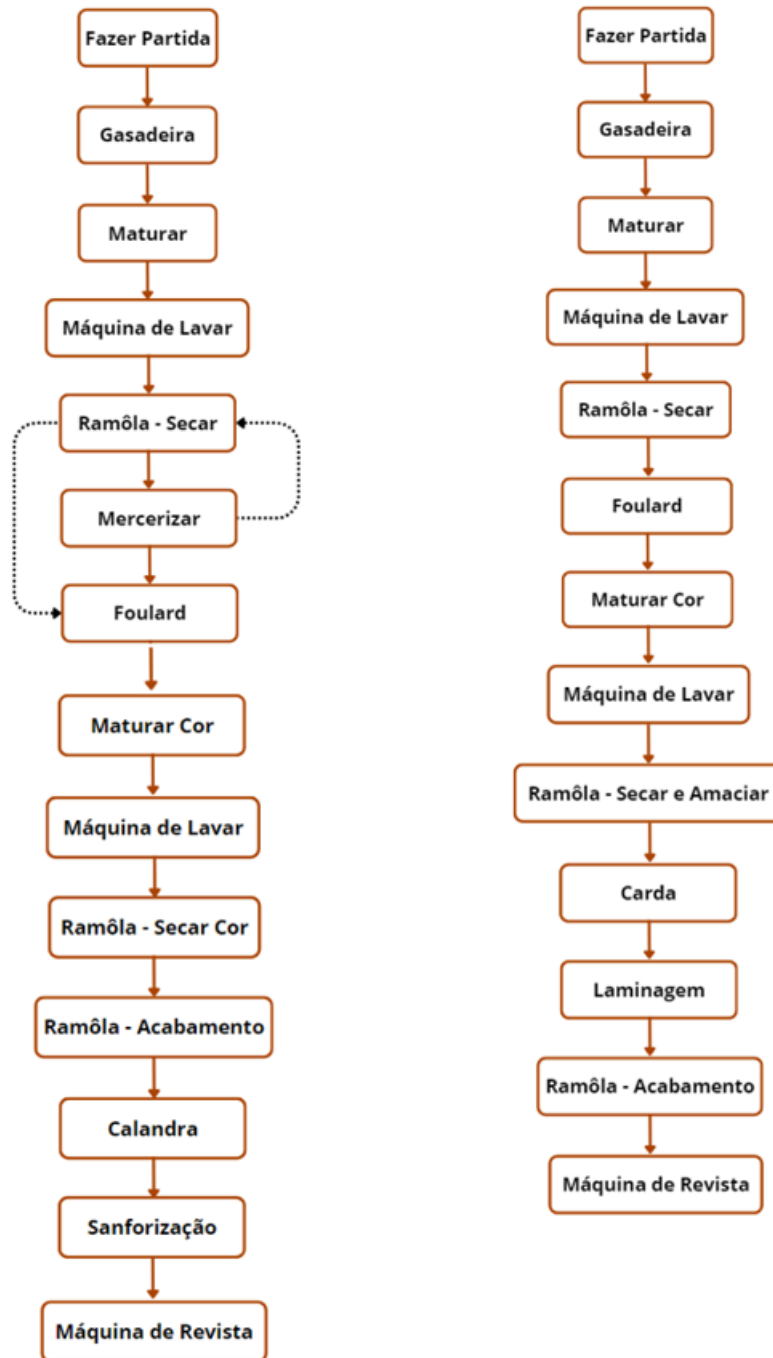 Fazer Partida
Gasadeira
Maturar
Máquina de Lavar
Ramôla - Secar
Mercerizar
Foulard
Maturar Cor
Máquina de Lavar
Ramôla - Secar Cor
Ramôla - Acabamento
Calandra
Sanforização
Máquina de Revista
Fazer Partida
Gasadeira
Maturar
Máquina de Lavar
Ramôla - Secar
Foulard
Maturar Cor
Máquina de Lavar
Ramôla - Secar e Amaciar
Carda
Laminagem
Ramôla - Acabamento
Máquina de Revista